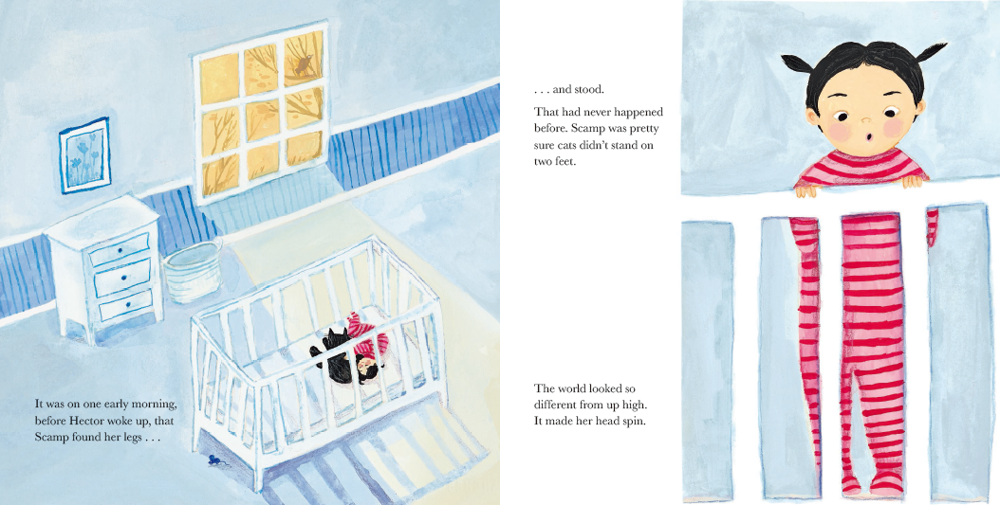 It was on one early morning,
before Hector woke up, that
Scamp found her legs . . .
. . . and stood.
That had never happened
before. Scamp was pretty
sure cats didn’t stand on
two feet.
The world looked so
different from up high.
It made her head spin.